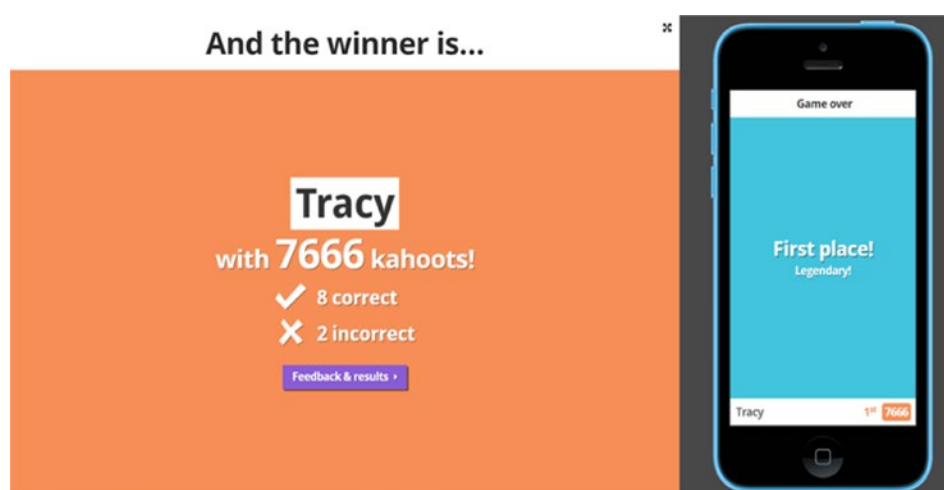 And the winner is...
Tracy
with 7666 kahoots!
8 correct
2 incorrect
Feedback & results
Game over
First place!
Legendary!
Tracy 1st 7666